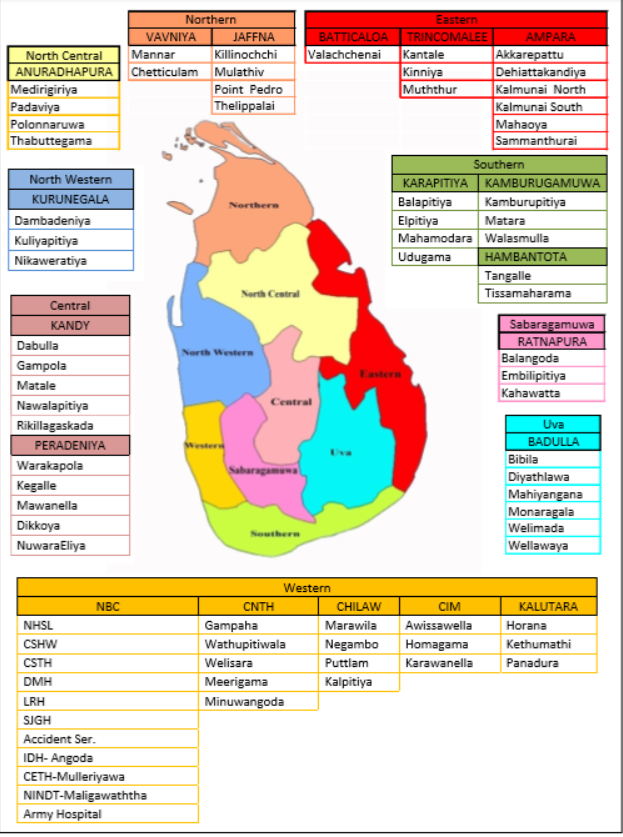 Northern
VAVNIYA JAFFNA
Mannar Killinochchi
Chetticulam Mulathiv
Point Pedro
Thelippalai
Eastern
BATTICALOA TRINCOMALEE AMPARA
Valachchenai Kantale Akkarepattu
Kinniya Dehiattakandiya
Muththur Kalmunai North
Kalmunai South
Mahaoya
Sammanthurai
North Central
ANURADHAPURA
Medirigiriya
Padaviya
Polonnaruwa
Thabuttegama
North Western
KURUNEGALA
Dambadeniya
Kuliyapitiya
Nikaweratiya
Southern
KARAPITIYA KAMBURUGAMUWA
Balapitiya Kamburupitiya
Elpitiya Matara
Mahamodara Walasmulla
Udugama HAMBANTOTA
Tangalle
Tissamaharama
Central
KANDY
Dabulla
Gampola
Matale
Nawalapitiya
Rikillagaskada
PERADENIYA
Warakapola
Kegalle
Mawanella
Dikkoya
NuwaraEliya
Northern
North Central
North Western
Eastern
Central
Western
Uva
Sabaragamuwa
Southern
Sabaragamuwa
RATNAPURA
Balangoda
Embilipitiya
Kahawatta
Uva
BADULLA
Bibila
Diyathlawa
Mahiyangana
Monaragala
Welimada
Wellawaya
Western
NBC CNTH CHILAW CIM KALUTARA
NHSL Gampaha Marawila Awissawella Horana
CSHW Wathupitiwala Negambo Homagama Kethumathi
CSTH Welisara Puttlam Karawanella Panadura
DMH Meerigama Kalpitiya
LRH Minuwangoda
SJGH
Accident Ser.
IDH- Angoda
CETH-Mulleriyawa
NINDT-Maligawaththa
Army Hospital